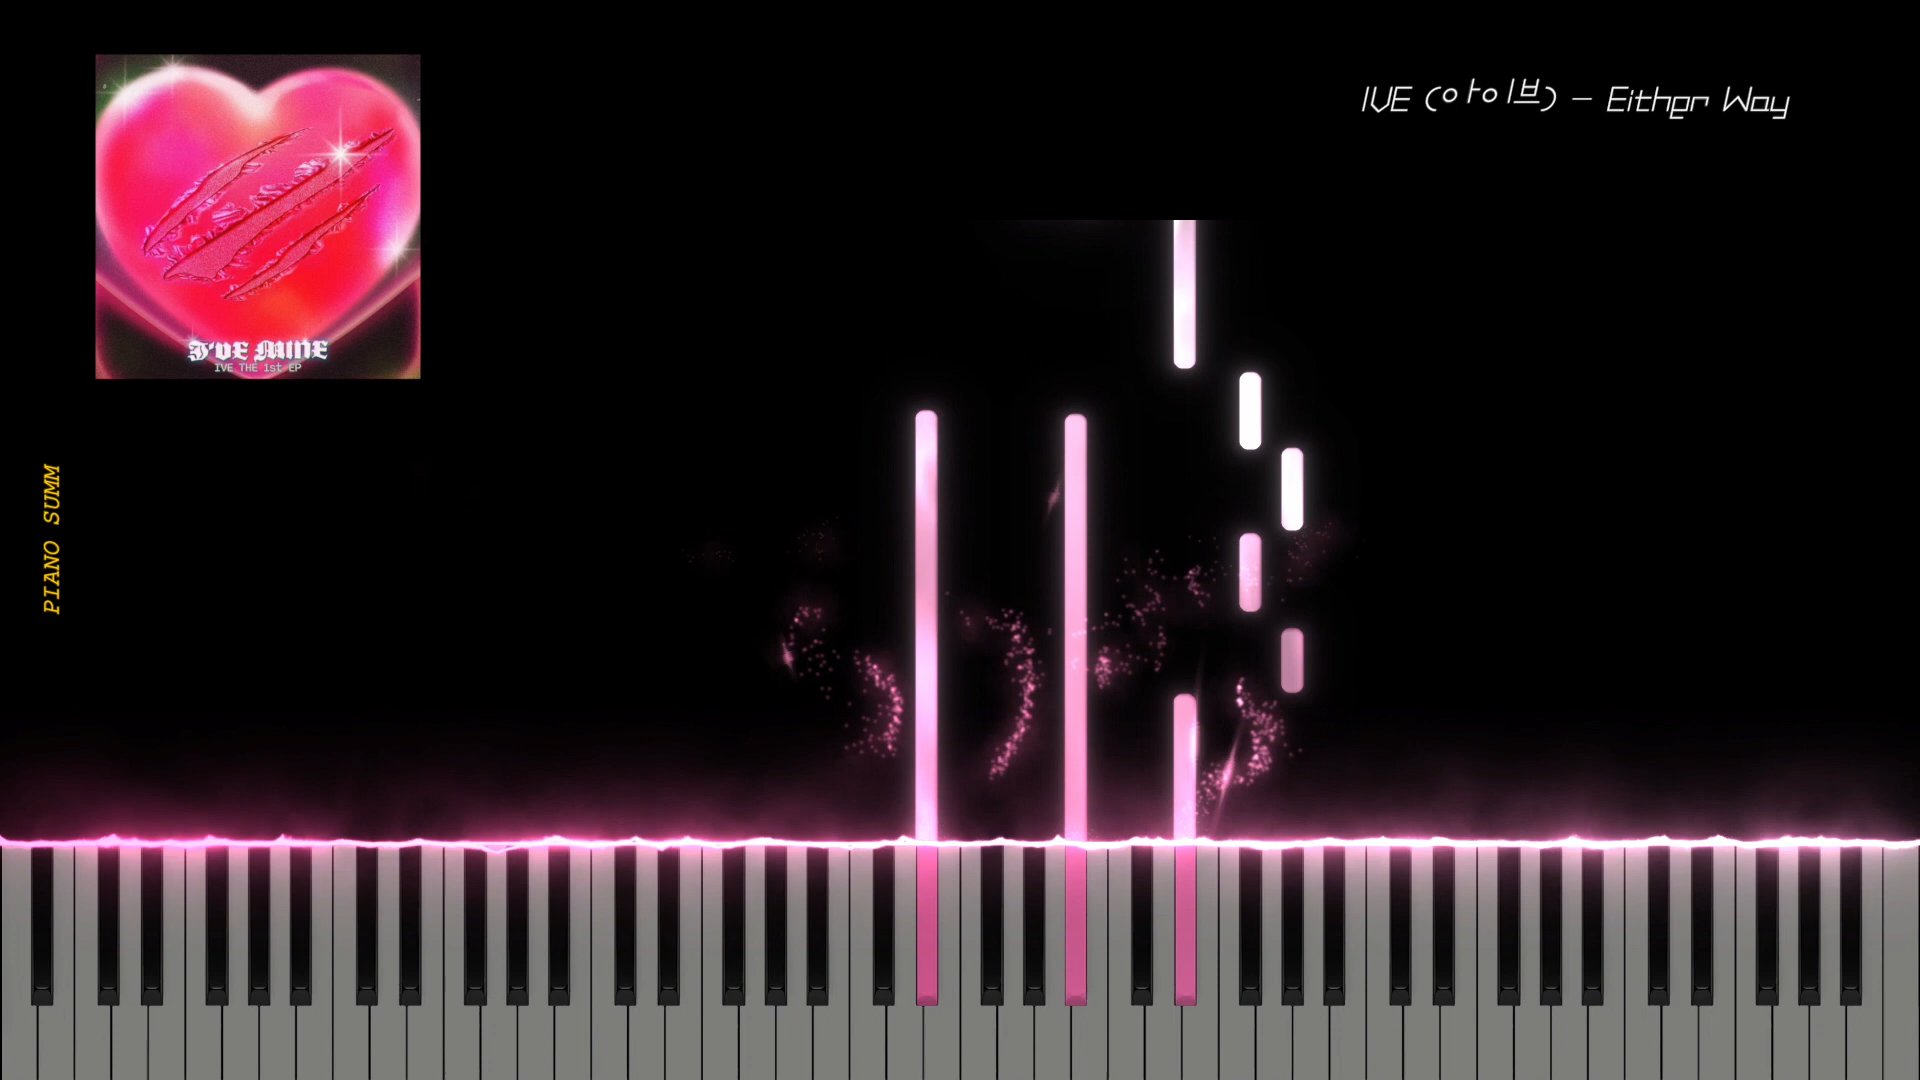 IVE (아이브) - Either Way
I'VE MINE
IVE THE 1st EP
PIANO SUMM